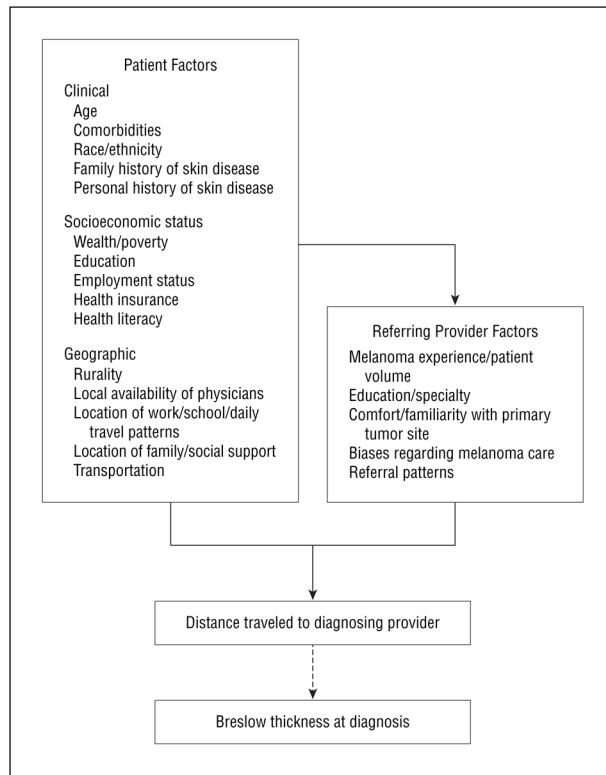 Patient Factors
Clinical
Age
Comorbidities
Race/ethnicity
Family history of skin disease
Personal history of skin disease
Socioeconomic status
Wealth/poverty
Education
Employment status
Health insurance
Health literacy
Geographic
Rurality
Local availability of physicians
Location of work/school/daily
travel patterns
Location of family/social support
Transportation
Referring Provider Factors
Melanoma experience/patient
volume
Education/specialty
Comfort/familiarity with primary
tumor site
Biases regarding melanoma care
Referral patterns
Distance traveled to diagnosing provider
Breslow thickness at diagnosis